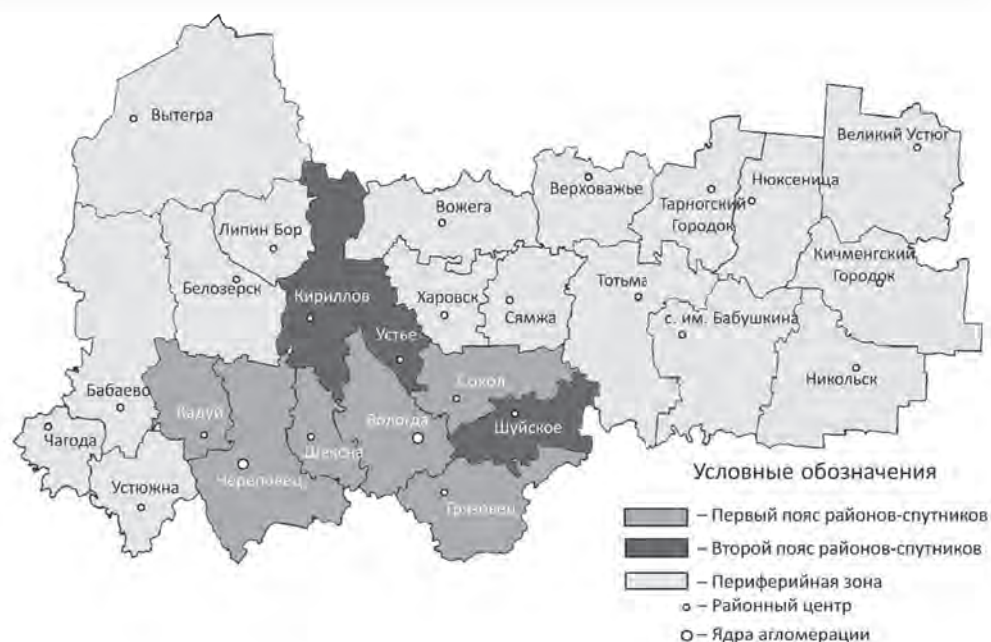 Вытегра
Великий Устюг
Верховажье
Нюксеница
Вожега
Тарногский
Городок
Липин Бор
Кичменгский
Городок
Белозерск
Кириллов
Харовск
Сямжа
Тотьма
с. им. Бабушкина
Устье
Сокол
Никольск
Бабаево
Кадуй
Вологда
Шуйское
Чагода
Шексна
Череповец
Устюжна
Грязовец
Условные обозначения
– Первый пояс районов-спутников
– Второй пояс районов-спутников
– Периферийная зона
– Районный центр
– Ядра агломерации